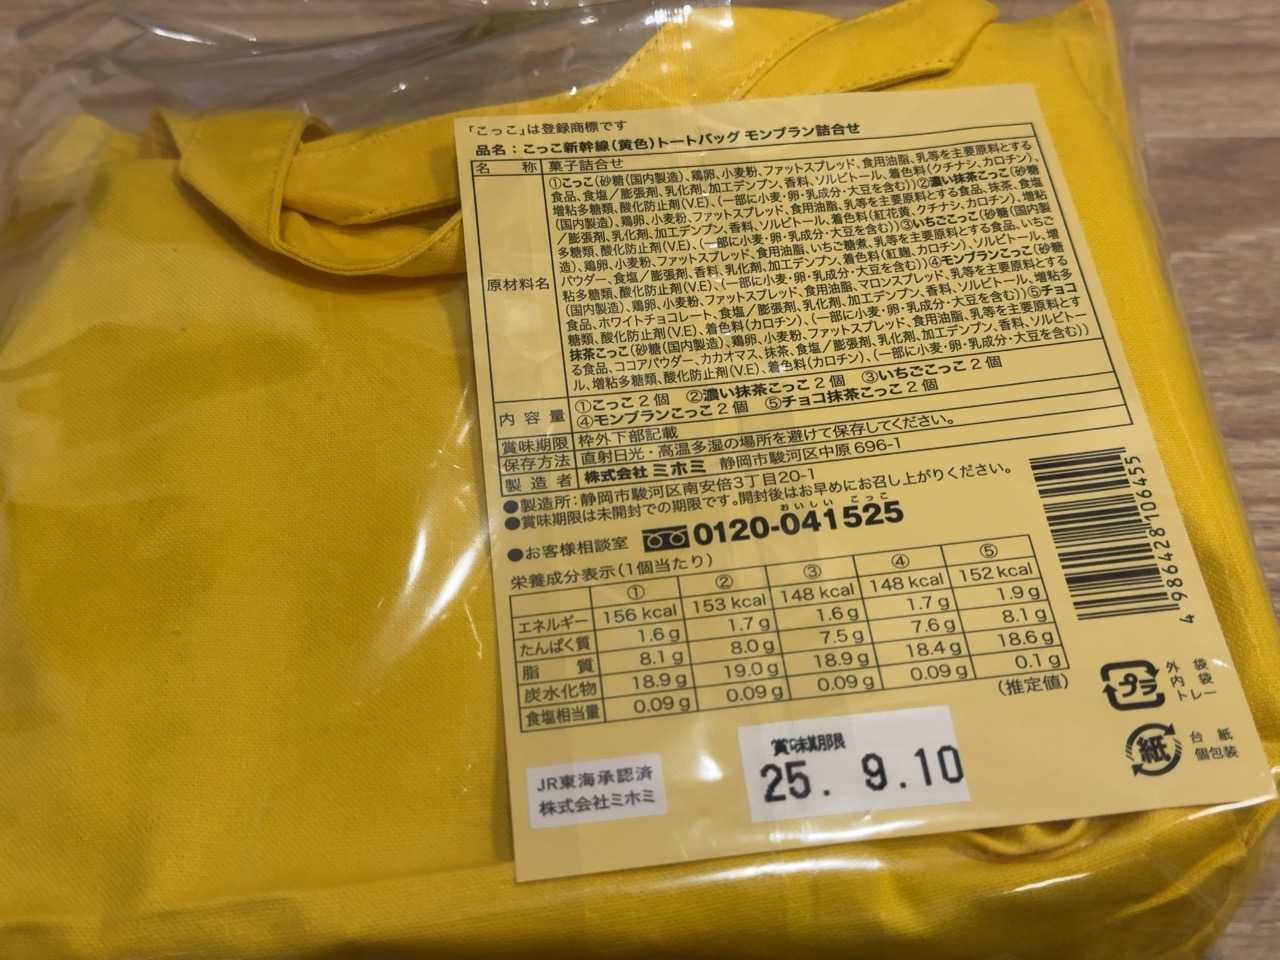 「こっこ」は登録商標です
品名：こっこ新幹線(黄色)トートバッグ モンブラン詰合せ
名 称 菓子詰合せ
原材料名
①こっこ(砂糖(国内製造)、鶏卵、小麦粉、ファットスプレッド、食用油脂、乳等を主要原料とする
食品、食塩／膨張剤、乳化剤、加工デンプン、香料、ソルビトール、着色料(クチナシ、カロチン)、
増粘多糖類、酸化防止剤(V.E)、(一部に小麦・卵・乳成分・大豆を含む))②濃い抹茶こっこ(砂糖
(国内製造)、鶏卵、小麦粉、ファットスプレッド、食用油脂、乳等を主要原料とする食品、抹茶、食塩
／膨張剤、乳化剤、加工デンプン、香料、ソルビトール、着色料(紅花黄、クチナシ、カロチン)、増粘
多糖類、酸化防止剤(V.E)、(一部に小麦・卵・乳成分・大豆を含む))③いちごこっこ(砂糖(国内製
造)、鶏卵、小麦粉、ファットスプレッド、食用油脂、いちご糖煮、乳等を主要原料とする食品、いちご
パウダー、食塩／膨張剤、香料、乳化剤、加工デンプン、着色料(紅麹、カロチン)、ソルビトール、増
粘多糖類、酸化防止剤(V.E)、(一部に小麦・卵・乳成分・大豆を含む))④モンブランこっこ(砂糖
(国内製造)、鶏卵、小麦粉、ファットスプレッド、食用油脂、マロンスプレッド、乳等を主要原料とする
食品、ホワイトチョコレート、食塩／膨張剤、乳化剤、加工デンプン、香料、ソルビトール、増粘多
糖類、酸化防止剤(V.E)、着色料(カロチン)、(一部に小麦・卵・乳成分・大豆を含む))⑤チョコ
抹茶こっこ(砂糖(国内製造)、鶏卵、小麦粉、ファットスプレッド、食用油脂、乳等を主要原料とす
る食品、ココアパウダー、カカオマス、抹茶、食塩／膨張剤、乳化剤、加工デンプン、香料、ソルビトー
ル、増粘多糖類、酸化防止剤(V.E)、着色料(カロチン)、(一部に小麦・卵・乳成分・大豆を含む))
内 容 量 ①こっこ２個 ②濃い抹茶こっこ２個 ③いちごこっこ２個
④モンブランこっこ２個 ⑤チョコ抹茶こっこ２個
賞味期限 枠外下部記載
保存方法 直射日光・高温多湿の場所を避けて保存してください。
製 造 者 株式会社 ミホミ 静岡市駿河区中原696-1
●製造所：静岡市駿河区南安倍3丁目20-1
●賞味期限は未開封での期限です。開封後はお早めにお召し上がりください。
おいしい こっこ
●お客様相談室 0120-041525
栄養成分表示(1個当たり)
① ② ③ ④ ⑤
エネルギー 156 kcal 153 kcal 148 kcal 148 kcal 152 kcal
たんぱく質 1.6 g 1.7 g 1.6 g 1.7 g 1.9 g
脂 質 8.1 g 8.0 g 7.5 g 7.6 g 8.1 g
炭水化物 18.9 g 19.0 g 18.9 g 18.4 g 18.6 g
食塩相当量 0.09 g 0.09 g 0.09 g 0.09 g 0.1 g
(推定値)
4 986428 106455
プラ
外 袋
内 袋
トレー
紙
台 紙
個包装
JR東海承認済
株式会社ミホミ
賞味期限
25. 9.10